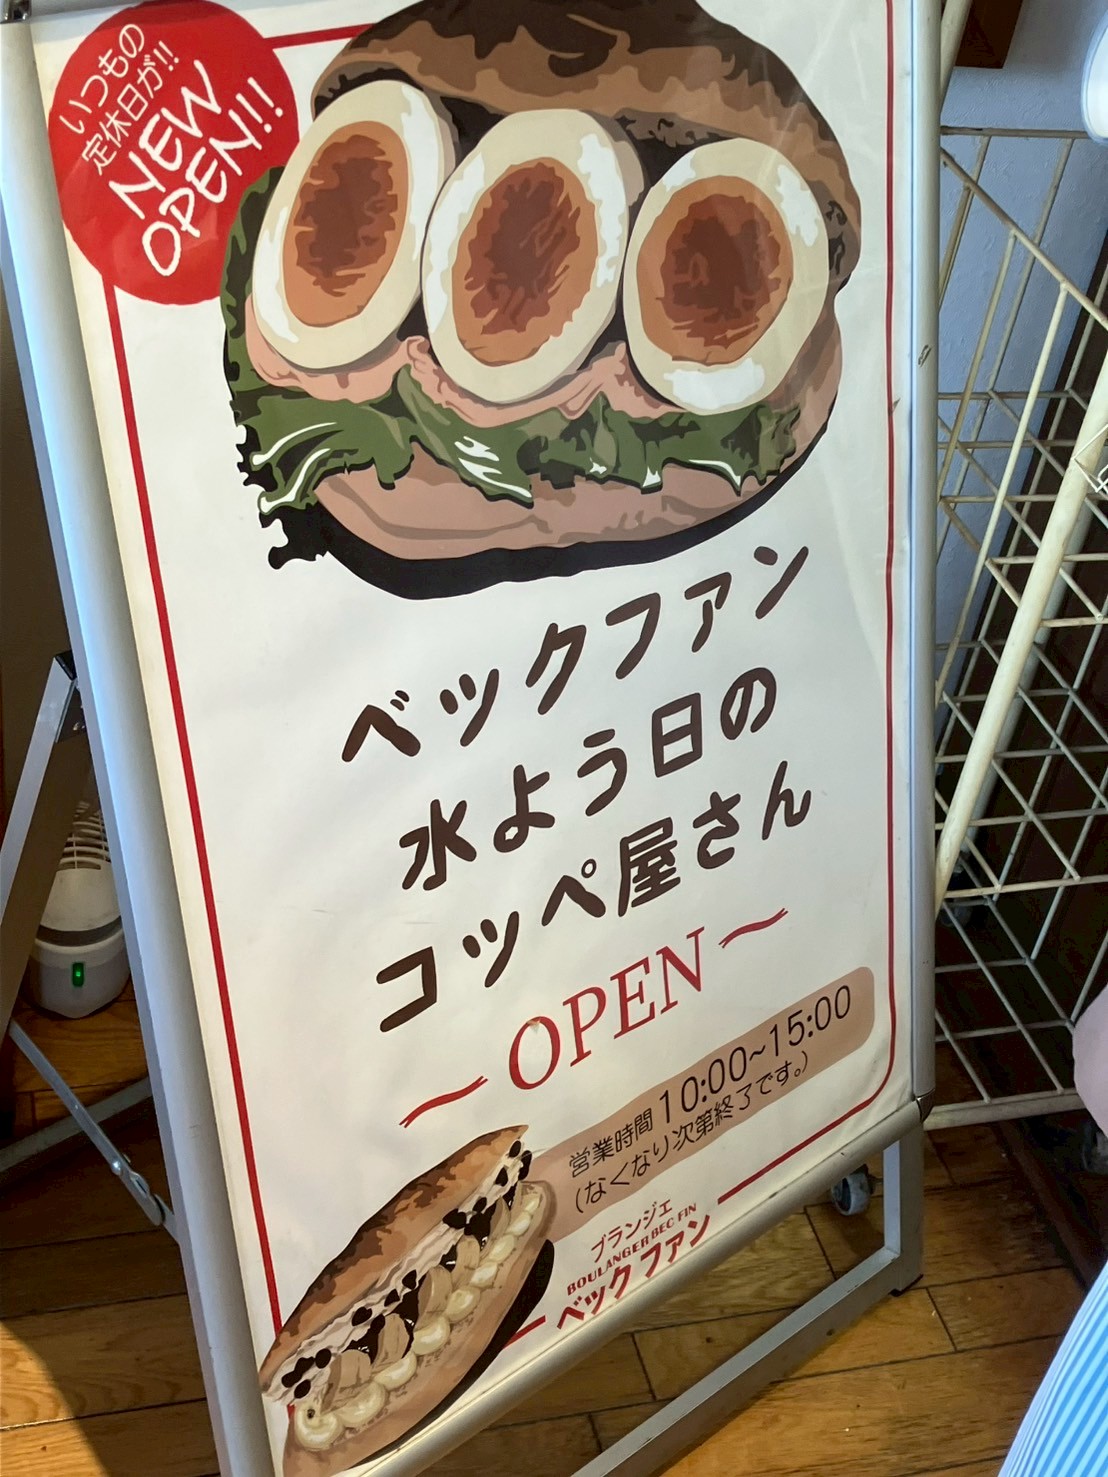 いつもの
定休日が!!
NEW
OPEN!!
ベックファン
水よう日の
コッペ屋さん
〜OPEN〜
営業時間 10:00~15:00
(なくなり次第終了です。)
ブランジェ
BOULANGER BEC FIN
ベックファン